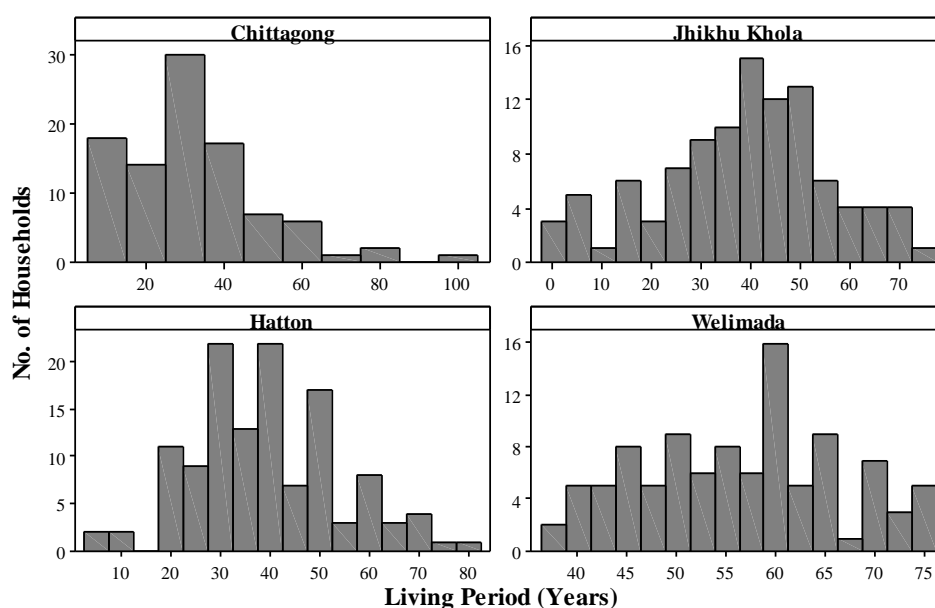 Chittagong
Jhikhu Khola
30
20
10
0
20 40 60 80 100
16
12
8
4
0
0 10 20 30 40 50 60 70
Hatton
Welimada
20
15
10
5
0
10 20 30 40 50 60 70 80
16
12
8
4
0
40 45 50 55 60 65 70 75
No. of Households
Living Period (Years)